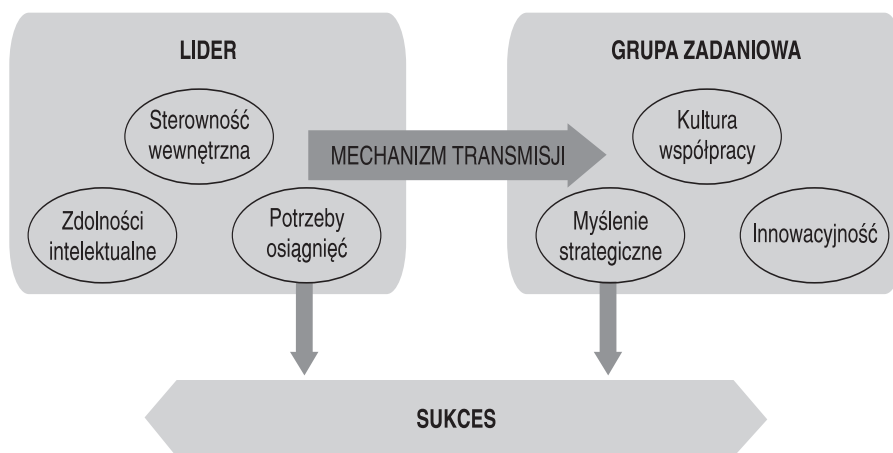 LIDER
Sterowność
wewnętrzna
Zdolności
intelektualne
Potrzeby
osiągnięć
MECHANIZM TRANSMISJI
GRUPA ZADANIOWA
Kultura
współpracy
Myślenie
strategiczne
Innowacyjność
SUKCES